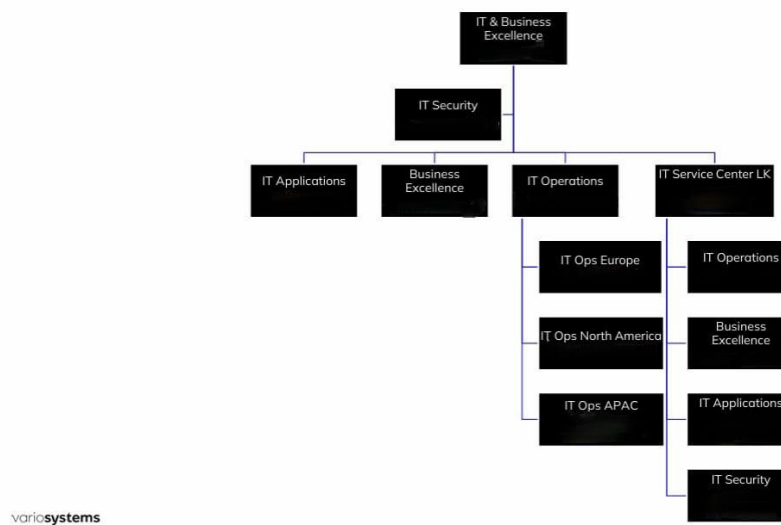 IT & Business
Excellence
IT Security
IT Applications
Business
Excellence
IT Operations
IT Service Center LK
IT Ops Europe
IT Operations
IT Ops North America
Business
Excellence
IT Ops APAC
IT Applications
IT Security
variosystems